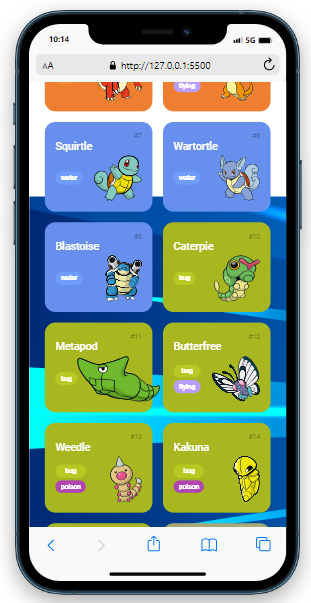 10:14
5G
AA
http://127.0.0.1:5500
flying
#7
#8
Squirtle
Wartortle
water
water
#9
#10
Blastoise
Caterpie
water
bug
#11
#12
Metapod
Butterfree
bug
bug
flying
#13
#14
Weedle
Kakuna
bug
bug
poison
poison